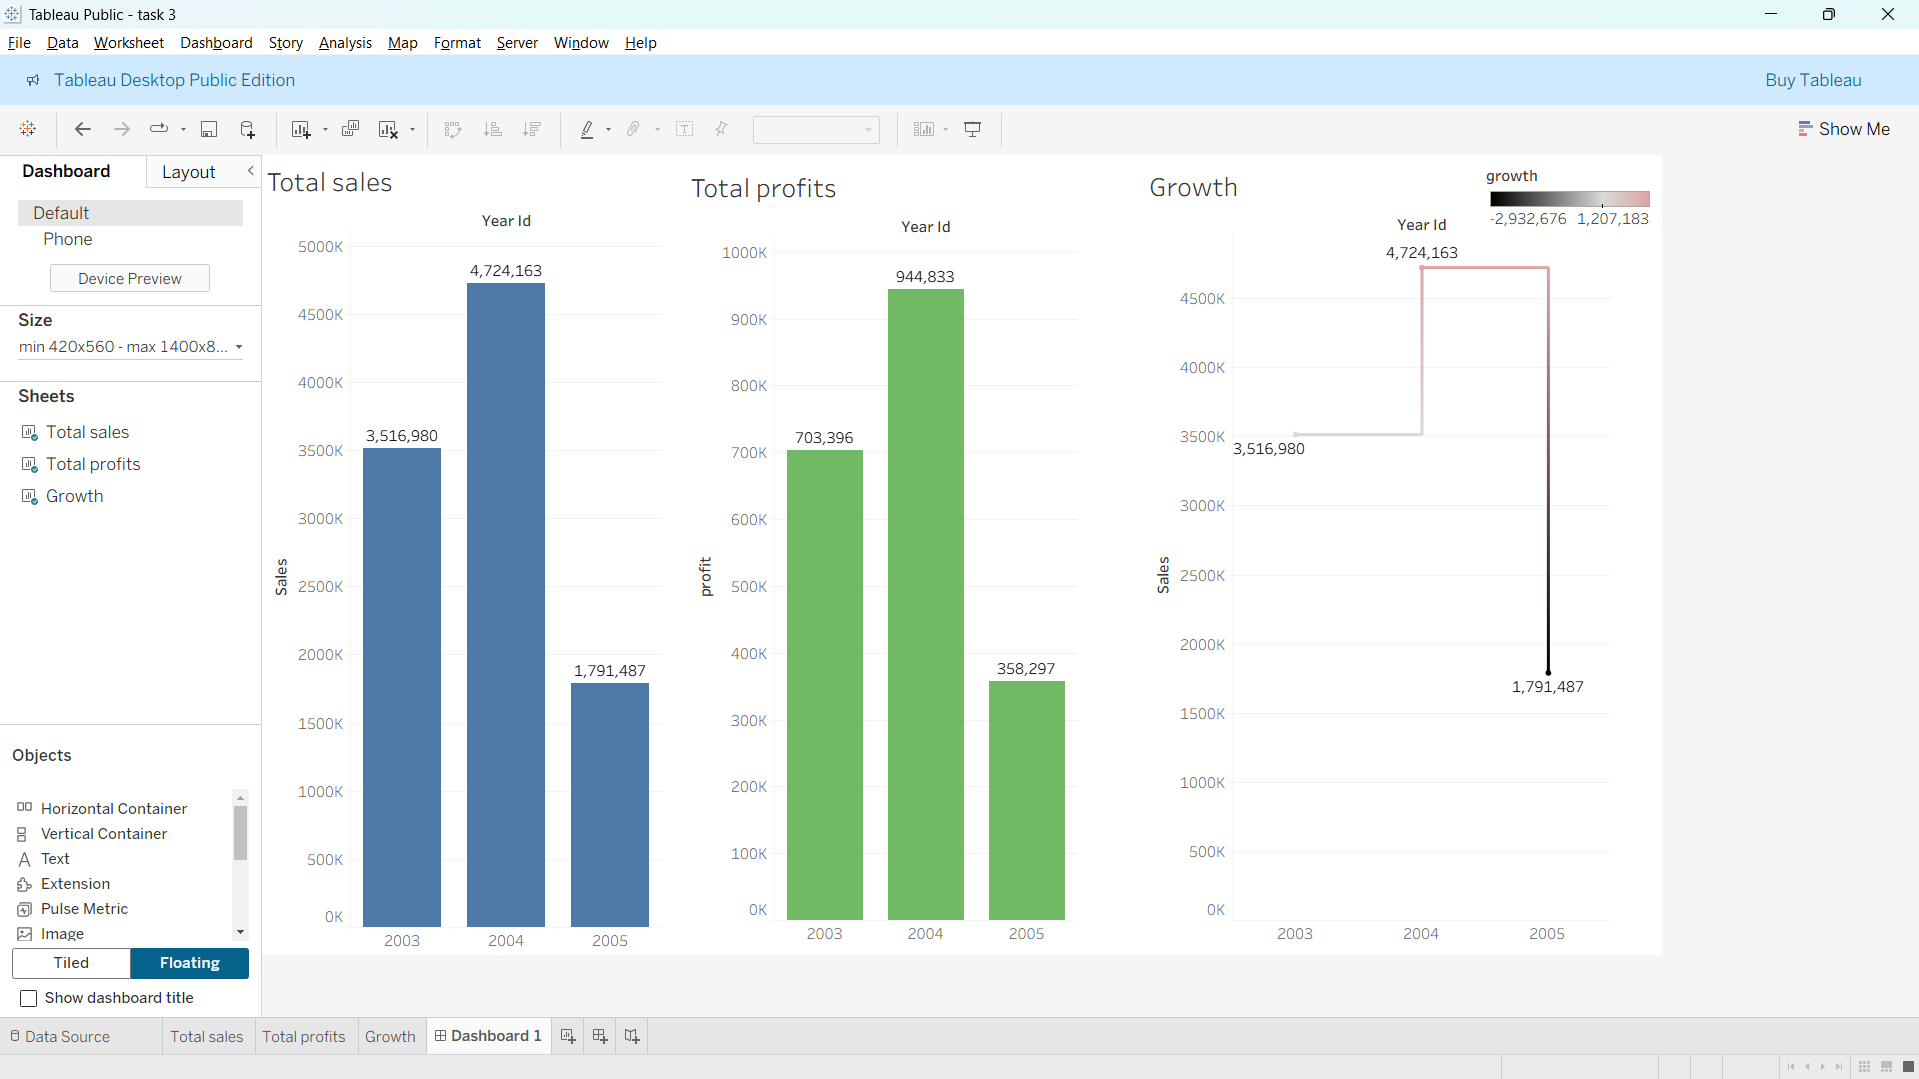 Tableau Public - task 3
File Data Worksheet Dashboard Story Analysis Map Format Server Window Help
Tableau Desktop Public Edition
Buy Tableau
Show Me
Dashboard
Layout
Default
Phone
Device Preview
Size
min 420x560 - max 1400x8...
Sheets
Total sales
Total profits
Growth
Objects
Horizontal Container
Vertical Container
Text
Extension
Pulse Metric
Image
Tiled
Floating
Show dashboard title
Total sales
Year Id
5000K
4500K
4000K
3500K
3000K
2500K
2000K
1500K
1000K
500K
0K
Sales
3,516,980
4,724,163
1,791,487
2003
2004
2005
Total profits
Year Id
1000K
900K
800K
700K
600K
500K
400K
300K
200K
100K
0K
profit
703,396
944,833
358,297
2003
2004
2005
Growth
growth
-2,932,676
1,207,183
Year Id
4500K
4000K
3500K
3000K
2500K
2000K
1500K
1000K
500K
0K
Sales
4,724,163
3,516,980
1,791,487
2003
2004
2005
Data Source
Total sales
Total profits
Growth
Dashboard 1